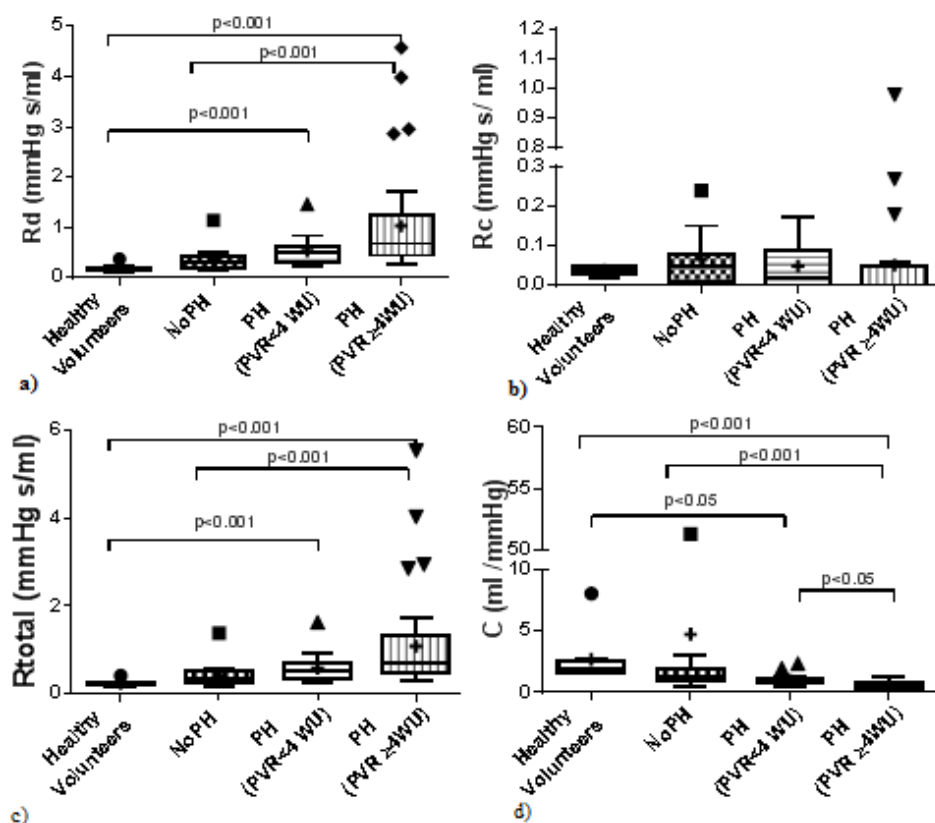 p<0.001
p<0.001
p<0.001
Rd (mmHg s/ml)
5
4
3
2
1
0
Healthy
Volunteers
NoPH
PH
(PVR<4 WU)
PH
(PVR ≥4WU)
a)
Rc (mmHg s/ ml)
1.2
1.1
1.0
0.9
0.8
0.3
0.2
0.1
0.0
Healthy
Volunteers
NoPH
PH
(PVR<4 WU)
PH
(PVR ≥4WU)
b)
p<0.001
p<0.001
p<0.001
Rtotal (mmHg s/ml)
6
4
2
0
Healthy
Volunteers
NoPH
PH
(PVR<4 WU)
PH
(PVR ≥4WU)
c)
p<0.001
p<0.001
p<0.05
p<0.05
C (ml /mmHg)
60
55
50
10
5
0
Healthy
Volunteers
NoPH
PH
(PVR<4 WU)
PH
(PVR ≥4WU)
d)